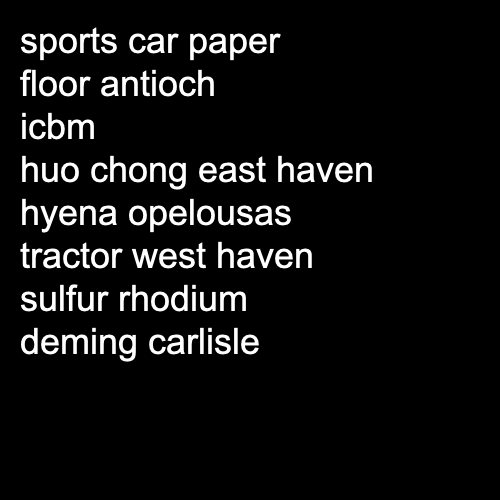 sports car paper
floor antioch
icbm
huo chong east haven
hyena opelousas
tractor west haven
sulfur rhodium
deming carlisle